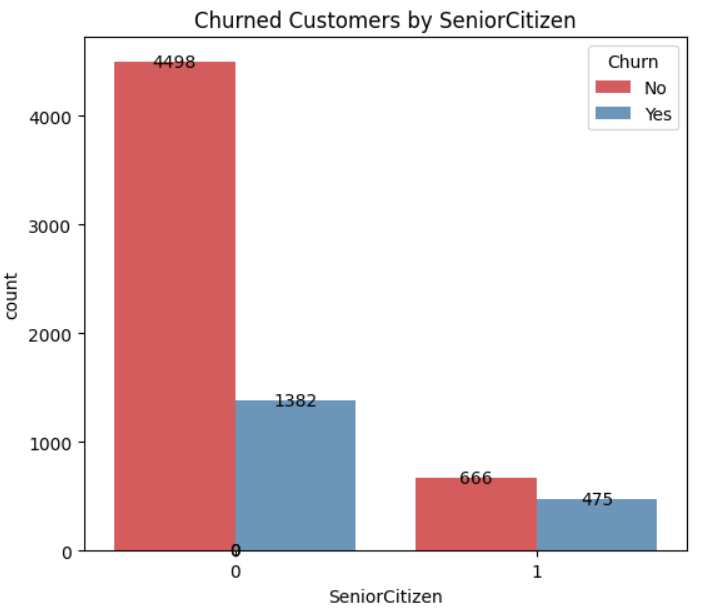 Churned Customers by SeniorCitizen
Churn
No
Yes
4498
1382
666
475
0
4000
3000
2000
1000
0
count
0
1
SeniorCitizen